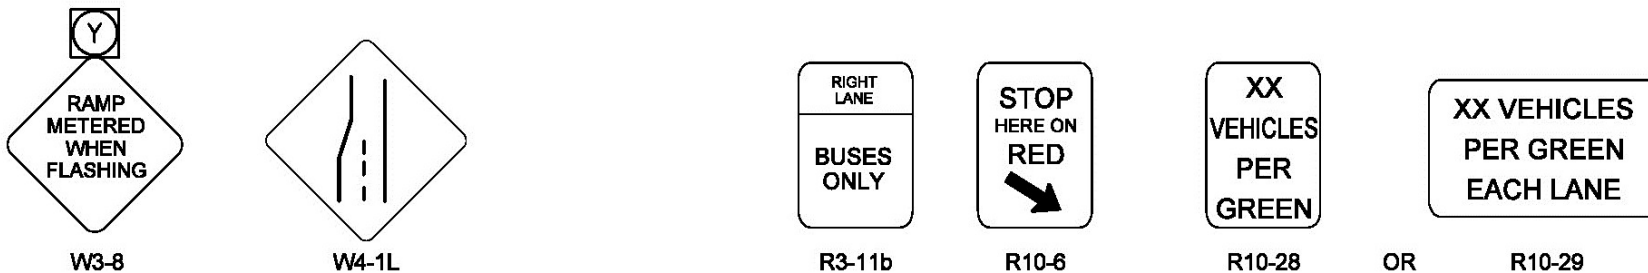 Y
RAMP
METERED
WHEN
FLASHING
W3-8
W4-1L
RIGHT
LANE
BUSES
ONLY
R3-11b
STOP
HERE ON
RED
R10-6
XX
VEHICLES
PER
GREEN
R10-28
OR
XX VEHICLES
PER GREEN
EACH LANE
R10-29